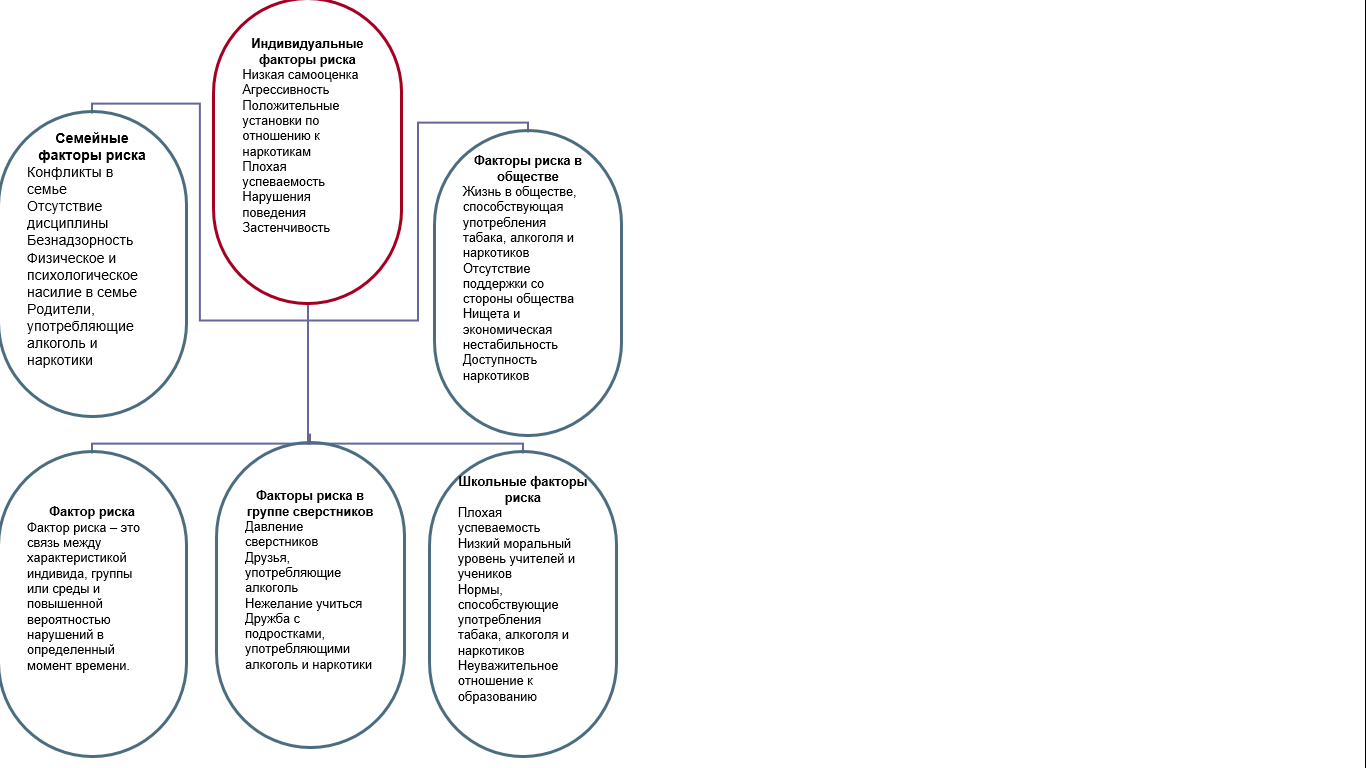 Индивидуальные
факторы риска
Низкая самооценка
Агрессивность
Положительные
установки по
отношению к
наркотикам
Плохая
успеваемость
Нарушения
поведения
Застенчивость
Семейные
факторы риска
Конфликты в
семье
Отсутствие
дисциплины
Безнадзорность
Физическое и
психологическое
насилие в семье
Родители,
употребляющие
алкоголь и
наркотики
Факторы риска в
обществе
Жизнь в обществе,
способствующая
употребления
табака, алкоголя и
наркотиков
Отсутствие
поддержки со
стороны общества
Нищета и
экономическая
нестабильность
Доступность
наркотиков
Фактор риска
Фактор риска – это
связь между
характеристикой
индивида, группы
или среды и
повышенной
вероятностью
нарушений в
определенный
момент времени.
Факторы риска в
группе сверстников
Давление
сверстников
Друзья,
употребляющие
алкоголь
Нежелание учиться
Дружба с
подростками,
употребляющими
алкоголь и наркотики
Школьные факторы
риска
Плохая
успеваемость
Низкий моральный
уровень учителей и
учеников
Нормы,
способствующие
употребления
табака, алкоголя и
наркотиков
Неуважительное
отношение к
образованию